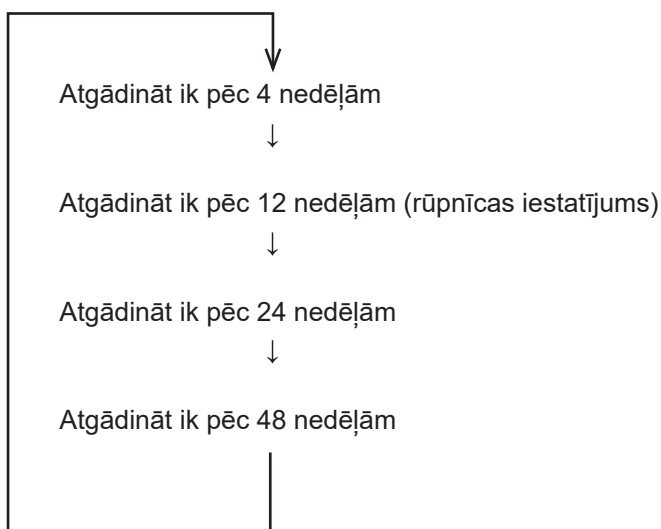 Atgādināt ik pēc 4 nedēļām
↓
Atgādināt ik pēc 12 nedēļām (rūpnīcas iestatījums)
↓
Atgādināt ik pēc 24 nedēļām
↓
Atgādināt ik pēc 48 nedēļām